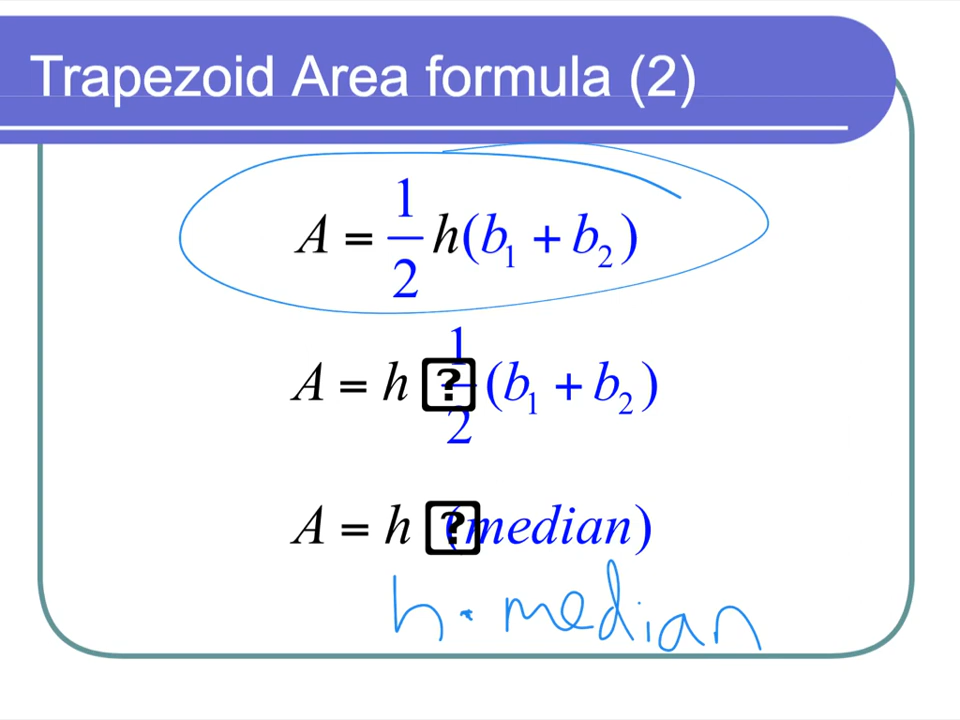 Trapezoid Area formula (2)
A = 1/2 h(b₁ + b₂)
A = h ⍰ 1/2 (b₁ + b₂)
A = h ⍰ (median)
h · median